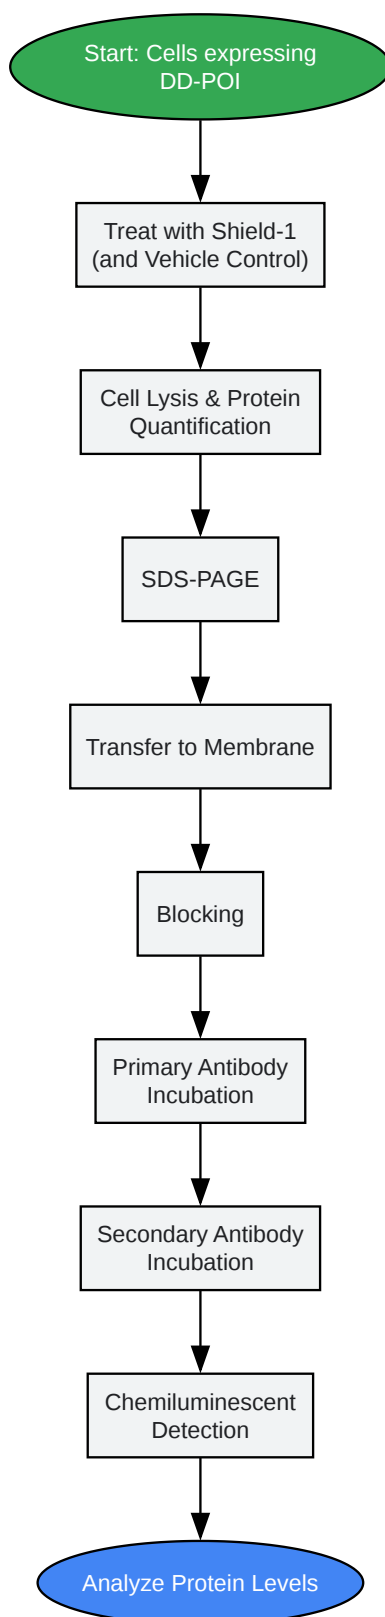 Start: Cells expressing
DD-POI
Treat with Shield-1
(and Vehicle Control)
Cell Lysis & Protein
Quantification
SDS-PAGE
Transfer to Membrane
Blocking
Primary Antibody
Incubation
Secondary Antibody
Incubation
Chemiluminescent
Detection
Analyze Protein Levels